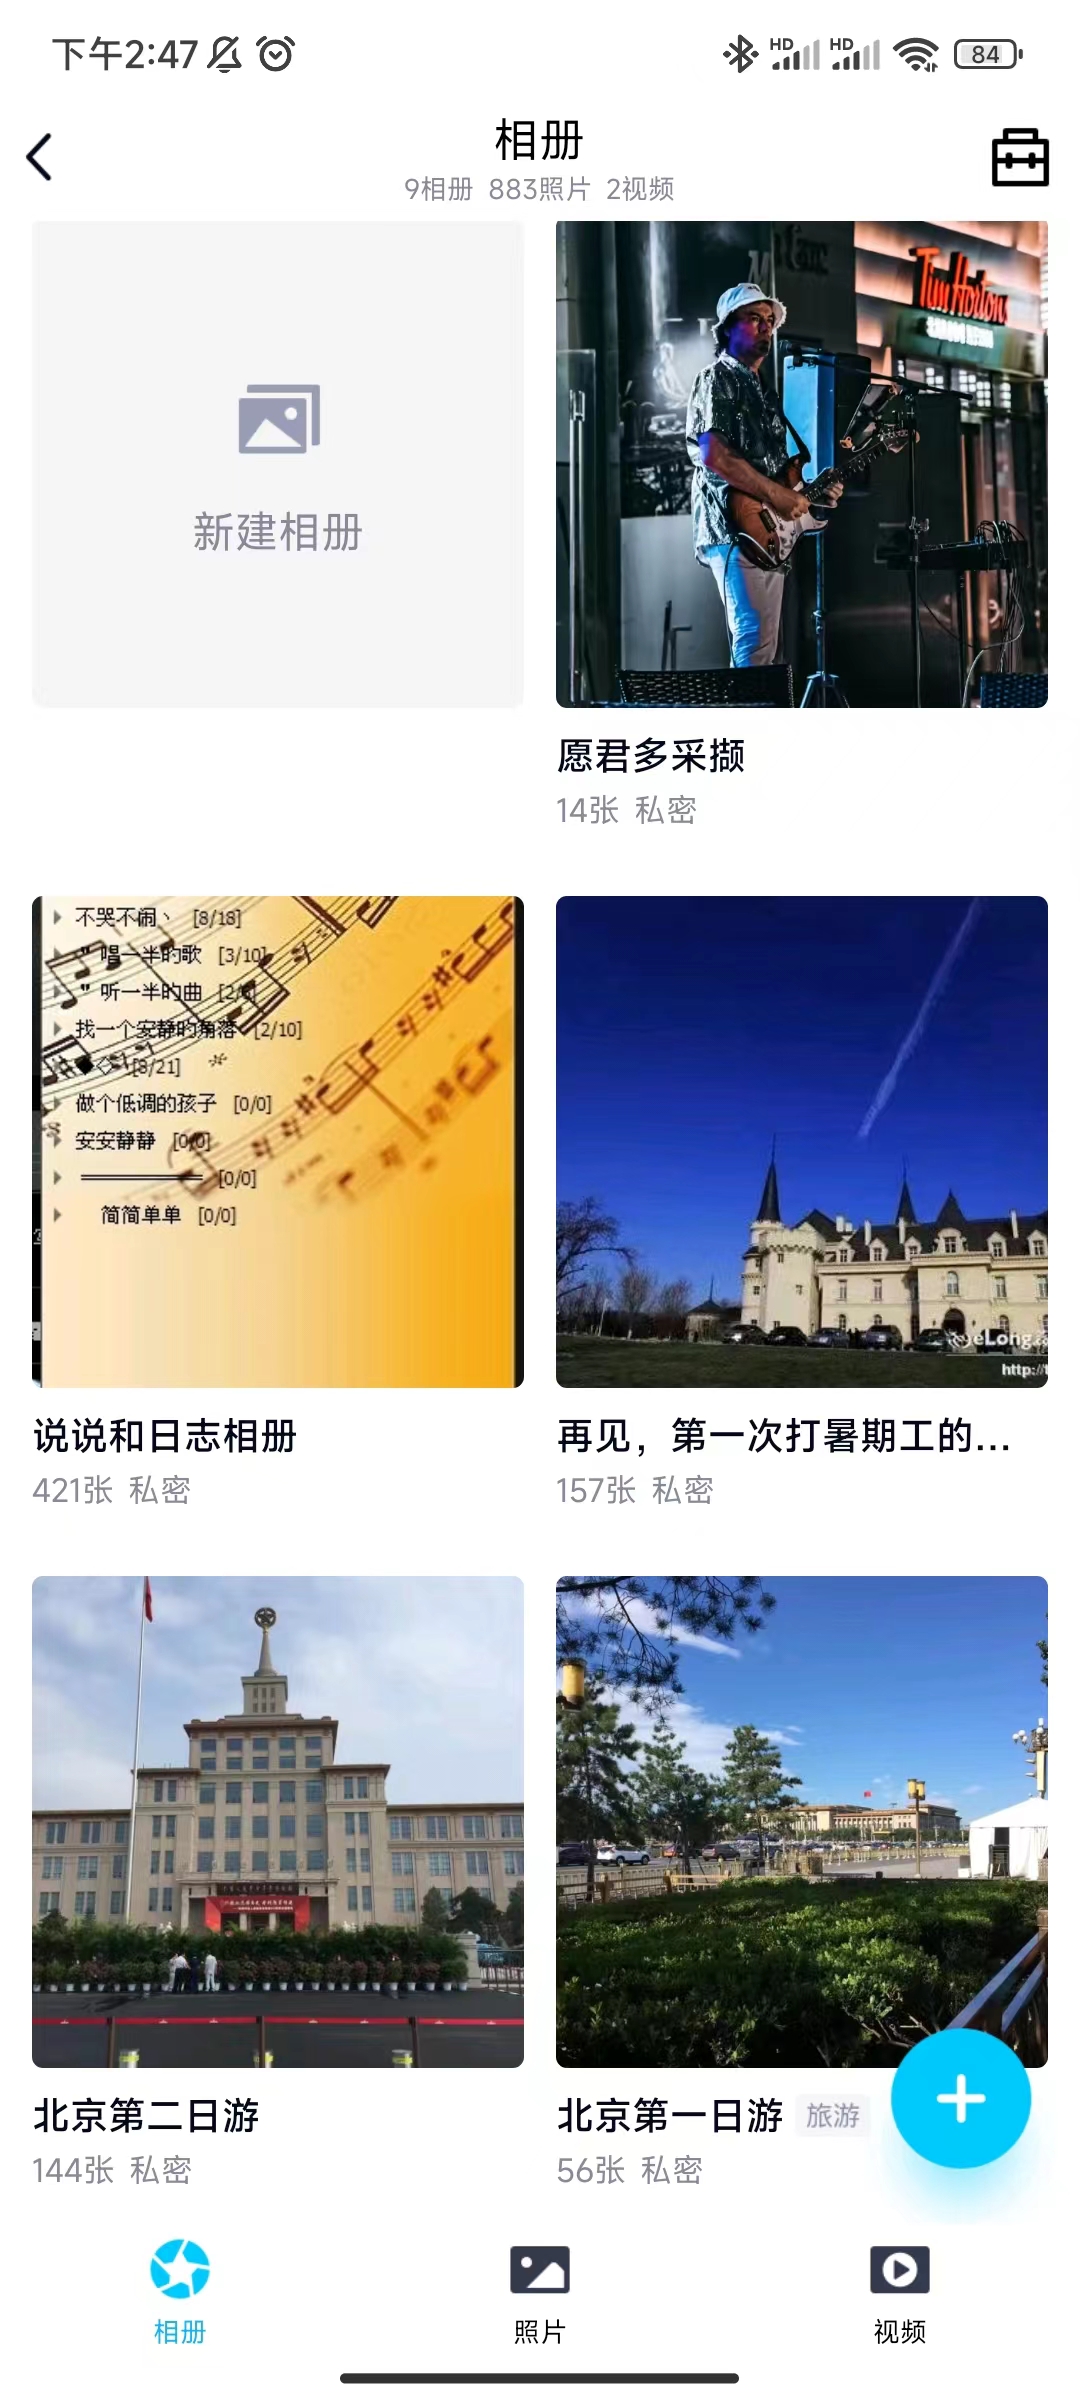 下午2:47
HD
HD
84
相册
9相册 883照片 2视频
新建相册
Tim Hortons
愿君多采撷
14张 私密
不哭不闹丶 [8/18]
" 唱一半的歌 [3/10]
" 听一半的曲
找一个安静的角落 [2/10]
◆◇ [8/21]
做个低调的孩子 [0/0]
安安静静 [0/0]
[0/0]
简简单单 [0/0]
eLong.
http://
说说和日志相册
421张 私密
再见，第一次打暑期工的...
157张 私密
北京第二日游
144张 私密
北京第一日游 旅游
56张 私密
相册
照片
视频